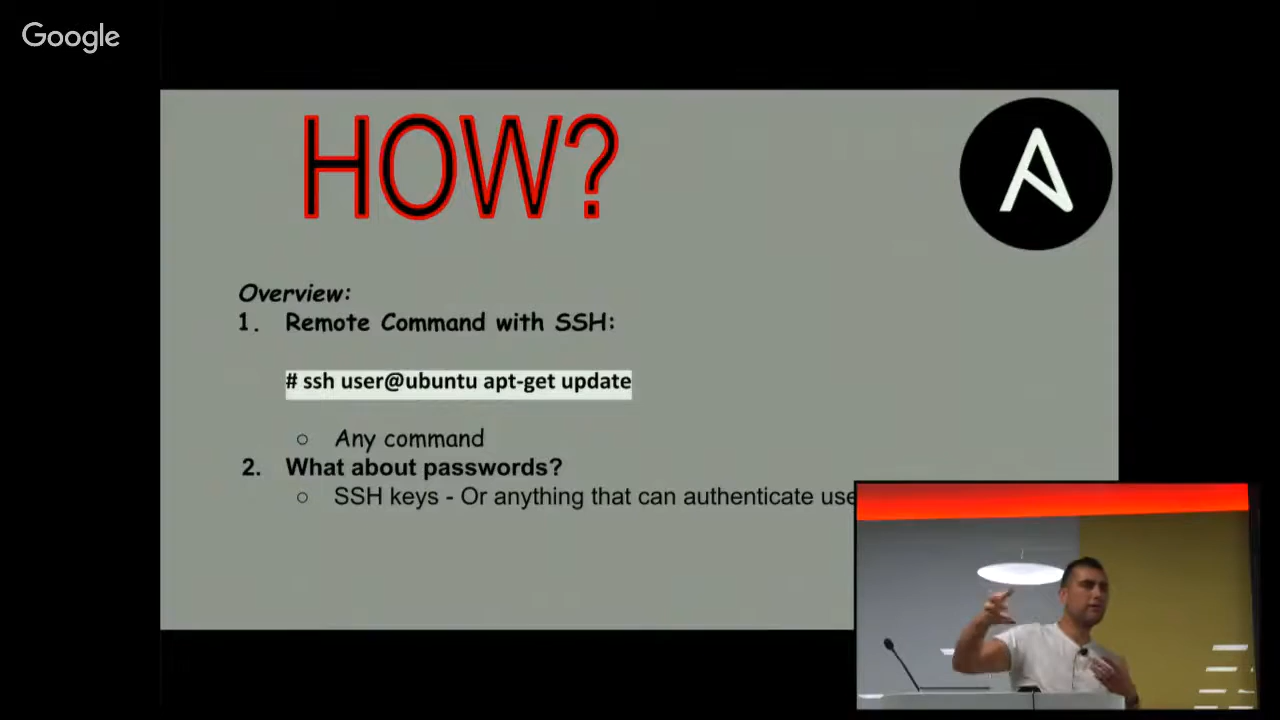 Google
HOW?
Overview:
1. Remote Command with SSH:
# ssh user@ubuntu apt-get update
○ Any command
2. What about passwords?
○ SSH keys - Or anything that can authenticate use